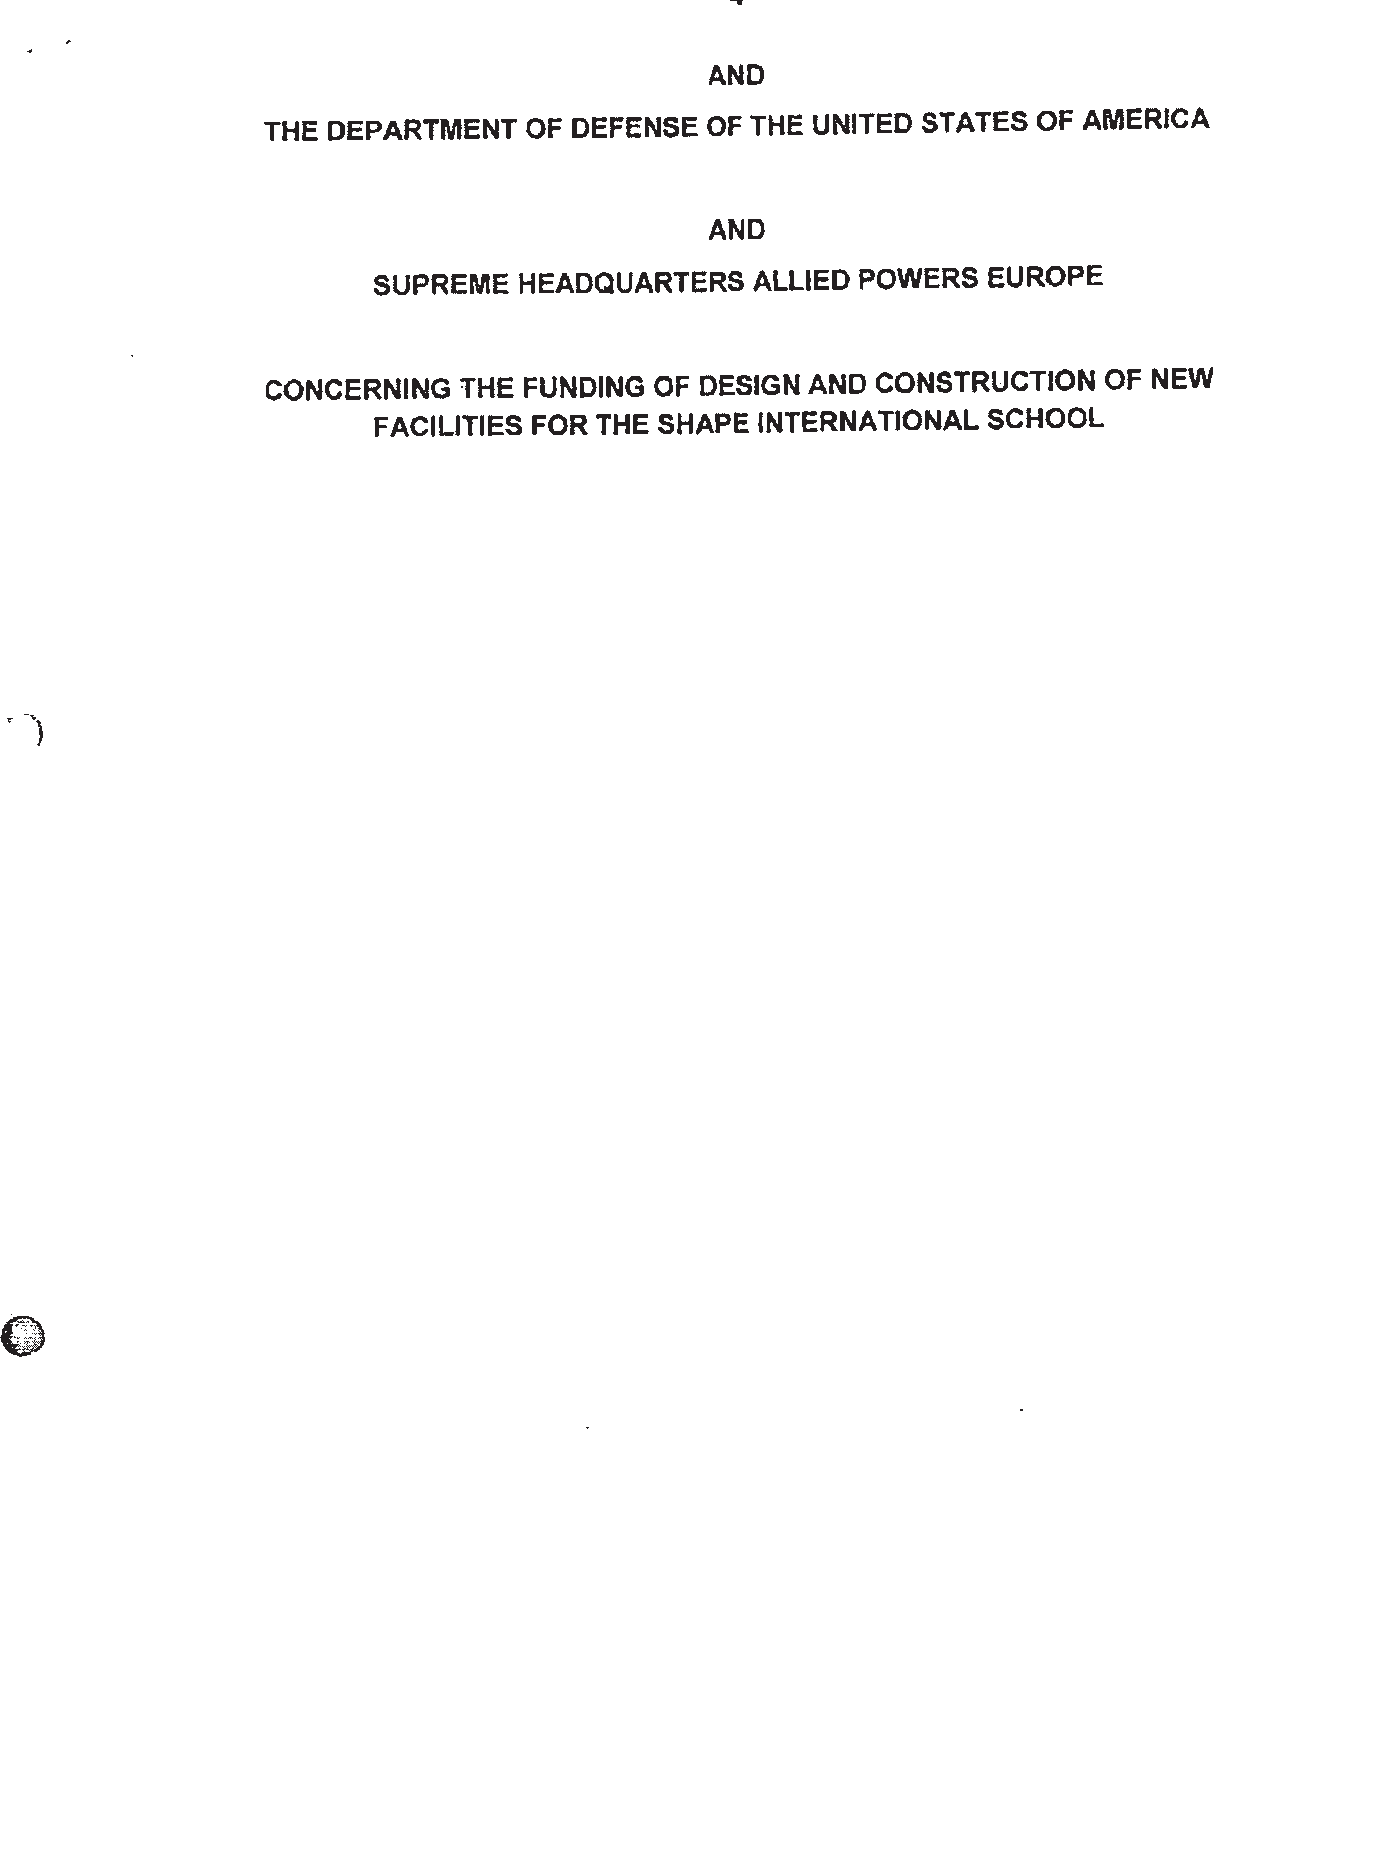 AND
THE DEPARTMENT OF DEFENSE OF THE UNITED STATES OF AMERICA
AND
SUPREME HEADQUARTERS ALLIED POWERS EUROPE
CONCERNING THE FUNDING OF DESIGN AND CONSTRUCTION OF NEW
FACILITIES FOR THE SHAPE INTERNATIONAL SCHOOL